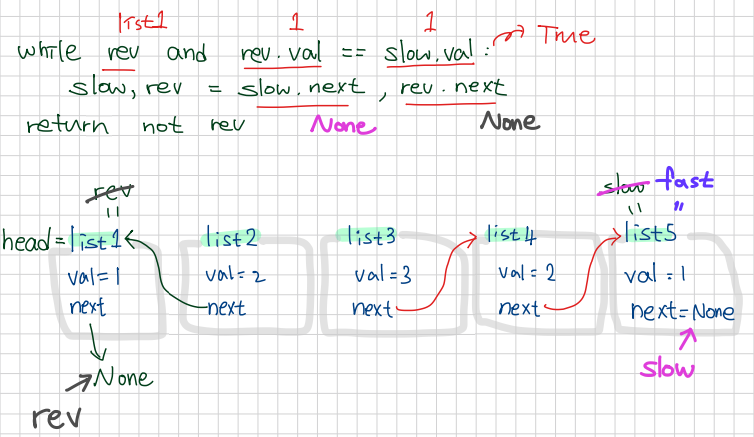 list1 1 1
while rev and rev.val == slow.val: True
slow, rev = slow.next, rev.next
return not rev None None
rev slow fast
= = "
head = list1 list2 list3 list4 list5
val=1 val=2 val=3 val=2 val=1
next next next next next=None
None slow
rev